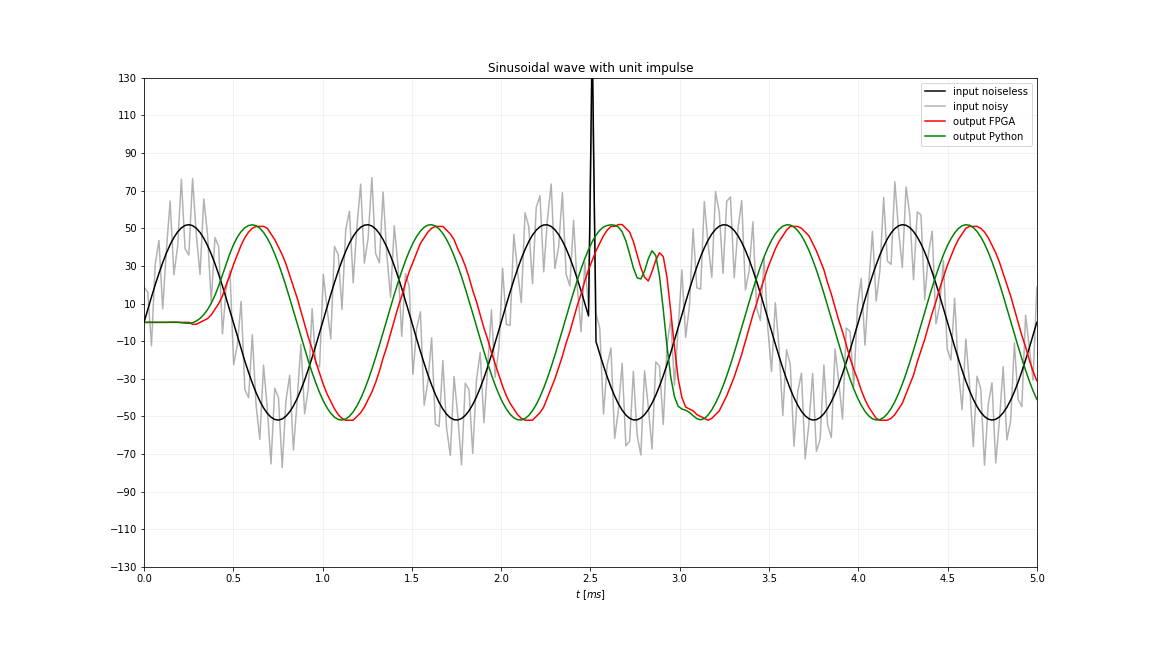 Sinusoidal wave with unit impulse
130
110
90
70
50
30
10
−10
−30
−50
−70
−90
−110
−130
input noiseless
input noisy
output FPGA
output Python
0.0 0.5 1.0 1.5 2.0 2.5 3.0 3.5 4.0 4.5 5.0
t [ms]